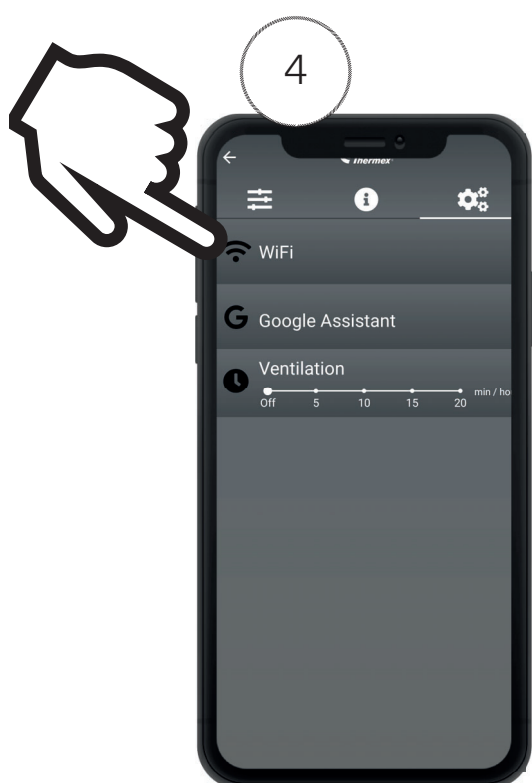 4
Thermex
WiFi
Google Assistant
Ventilation
min / ho
Off 5 10 15 20